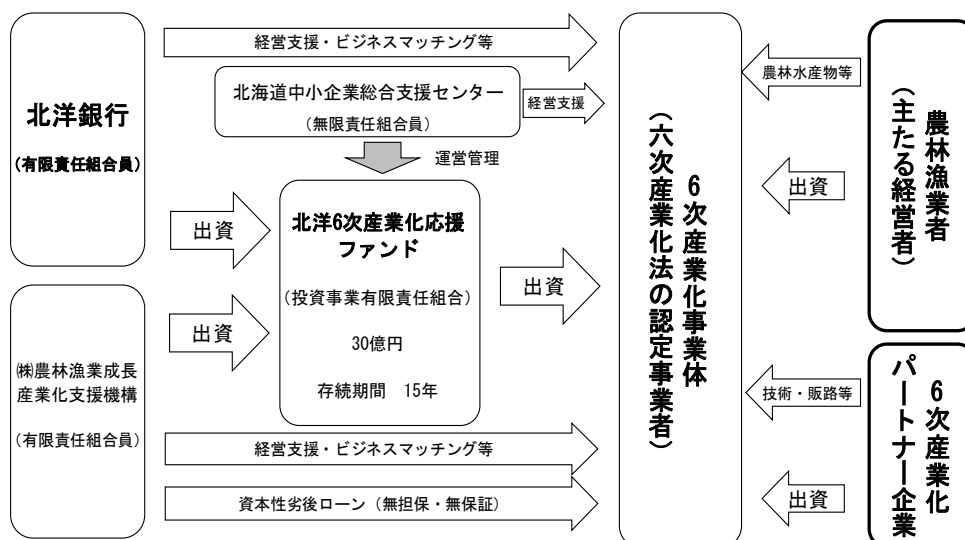 北洋銀行
(有限責任組合員)
㈱農林漁業成長
産業化支援機構
(有限責任組合員)
経営支援・ビジネスマッチング等
北海道中小企業総合支援センター
(無限責任組合員)
経営支援
運営管理
出資
出資
北洋6次産業化応援
ファンド
(投資事業有限責任組合)
30億円
存続期間 15年
出資
経営支援・ビジネスマッチング等
資本性劣後ローン(無担保・無保証)
6次産業化事業体
(六次産業化法の認定事業者)
農林水産物等
出資
技術・販路等
出資
農林漁業者
(主たる経営者)
6次産業化
パートナー企業